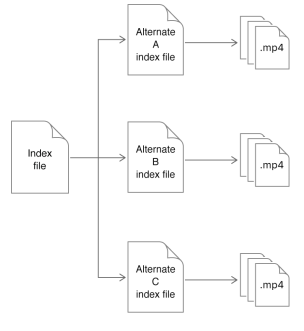 Alternate
A
index file
.mp4
Index
file
Alternate
B
index file
.mp4
Alternate
C
index file
.mp4